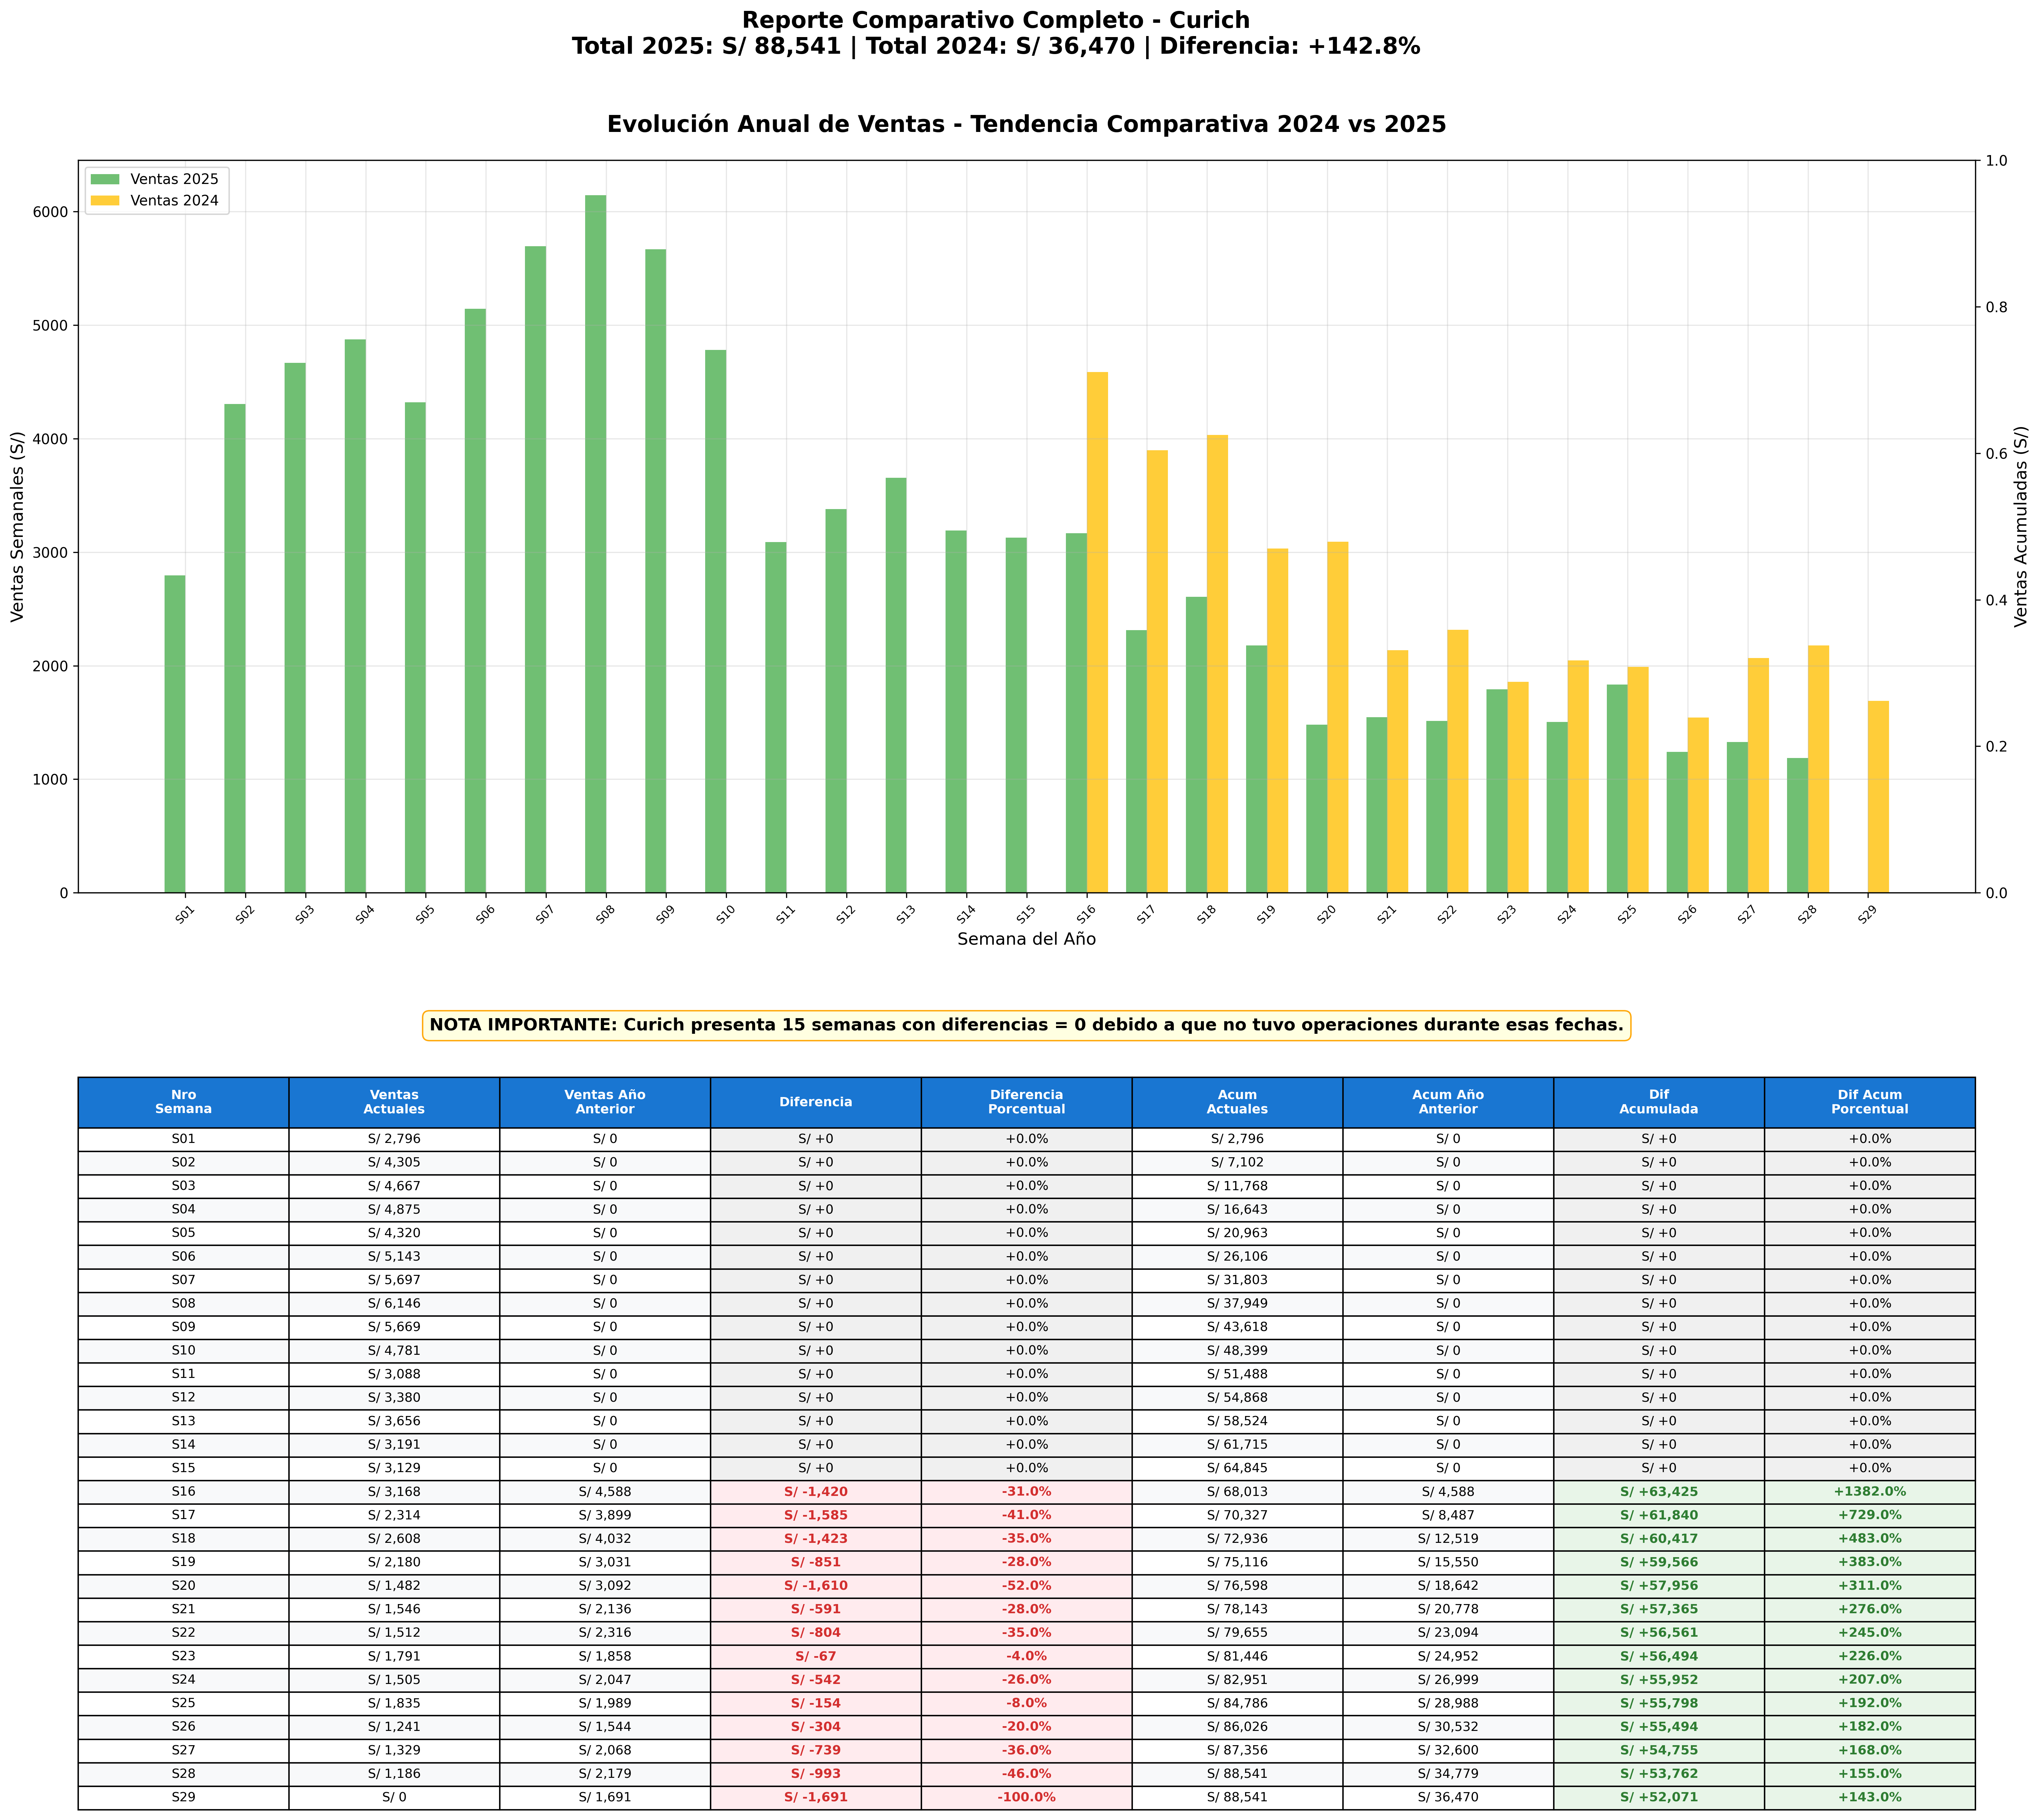 Reporte Comparativo Completo - Curich
Total 2025: S/ 88,541 | Total 2024: S/ 36,470 | Diferencia: +142.8%
Evolución Anual de Ventas - Tendencia Comparativa 2024 vs 2025
Ventas 2025
Ventas 2024
Ventas Semanales (S/)
6000
5000
4000
3000
2000
1000
0
1.0
0.8
0.6
0.4
0.2
0.0
Ventas Acumuladas (S/)
S01 S02 S03 S04 S05 S06 S07 S08 S09 S10 S11 S12 S13 S14 S15 S16 S17 S18 S19 S20 S21 S22 S23 S24 S25 S26 S27 S28 S29
Semana del Año
NOTA IMPORTANTE: Curich presenta 15 semanas con diferencias = 0 debido a que no tuvo operaciones durante esas fechas.
Nro Ventas Ventas Año Diferencia Diferencia Acum Acum Año Dif Dif Acum
Semana Actuales Anterior Porcentual Actuales Anterior Acumulada Porcentual
S01 S/ 2,796 S/ 0 S/ +0 +0.0% S/ 2,796 S/ 0 S/ +0 +0.0%
S02 S/ 4,305 S/ 0 S/ +0 +0.0% S/ 7,102 S/ 0 S/ +0 +0.0%
S03 S/ 4,667 S/ 0 S/ +0 +0.0% S/ 11,768 S/ 0 S/ +0 +0.0%
S04 S/ 4,875 S/ 0 S/ +0 +0.0% S/ 16,643 S/ 0 S/ +0 +0.0%
S05 S/ 4,320 S/ 0 S/ +0 +0.0% S/ 20,963 S/ 0 S/ +0 +0.0%
S06 S/ 5,143 S/ 0 S/ +0 +0.0% S/ 26,106 S/ 0 S/ +0 +0.0%
S07 S/ 5,697 S/ 0 S/ +0 +0.0% S/ 31,803 S/ 0 S/ +0 +0.0%
S08 S/ 6,146 S/ 0 S/ +0 +0.0% S/ 37,949 S/ 0 S/ +0 +0.0%
S09 S/ 5,669 S/ 0 S/ +0 +0.0% S/ 43,618 S/ 0 S/ +0 +0.0%
S10 S/ 4,781 S/ 0 S/ +0 +0.0% S/ 48,399 S/ 0 S/ +0 +0.0%
S11 S/ 3,088 S/ 0 S/ +0 +0.0% S/ 51,488 S/ 0 S/ +0 +0.0%
S12 S/ 3,380 S/ 0 S/ +0 +0.0% S/ 54,868 S/ 0 S/ +0 +0.0%
S13 S/ 3,656 S/ 0 S/ +0 +0.0% S/ 58,524 S/ 0 S/ +0 +0.0%
S14 S/ 3,191 S/ 0 S/ +0 +0.0% S/ 61,715 S/ 0 S/ +0 +0.0%
S15 S/ 3,129 S/ 0 S/ +0 +0.0% S/ 64,845 S/ 0 S/ +0 +0.0%
S16 S/ 3,168 S/ 4,588 S/ -1,420 -31.0% S/ 68,013 S/ 4,588 S/ +63,425 +1382.0%
S17 S/ 2,314 S/ 3,899 S/ -1,585 -41.0% S/ 70,327 S/ 8,487 S/ +61,840 +729.0%
S18 S/ 2,608 S/ 4,032 S/ -1,423 -35.0% S/ 72,936 S/ 12,519 S/ +60,417 +483.0%
S19 S/ 2,180 S/ 3,031 S/ -851 -28.0% S/ 75,116 S/ 15,550 S/ +59,566 +383.0%
S20 S/ 1,482 S/ 3,092 S/ -1,610 -52.0% S/ 76,598 S/ 18,642 S/ +57,956 +311.0%
S21 S/ 1,546 S/ 2,136 S/ -591 -28.0% S/ 78,143 S/ 20,778 S/ +57,365 +276.0%
S22 S/ 1,512 S/ 2,316 S/ -804 -35.0% S/ 79,655 S/ 23,094 S/ +56,561 +245.0%
S23 S/ 1,791 S/ 1,858 S/ -67 -4.0% S/ 81,446 S/ 24,952 S/ +56,494 +226.0%
S24 S/ 1,505 S/ 2,047 S/ -542 -26.0% S/ 82,951 S/ 26,999 S/ +55,952 +207.0%
S25 S/ 1,835 S/ 1,989 S/ -154 -8.0% S/ 84,786 S/ 28,988 S/ +55,798 +192.0%
S26 S/ 1,241 S/ 1,544 S/ -304 -20.0% S/ 86,026 S/ 30,532 S/ +55,494 +182.0%
S27 S/ 1,329 S/ 2,068 S/ -739 -36.0% S/ 87,356 S/ 32,600 S/ +54,755 +168.0%
S28 S/ 1,186 S/ 2,179 S/ -993 -46.0% S/ 88,541 S/ 34,779 S/ +53,762 +155.0%
S29 S/ 0 S/ 1,691 S/ -1,691 -100.0% S/ 88,541 S/ 36,470 S/ +52,071 +143.0%